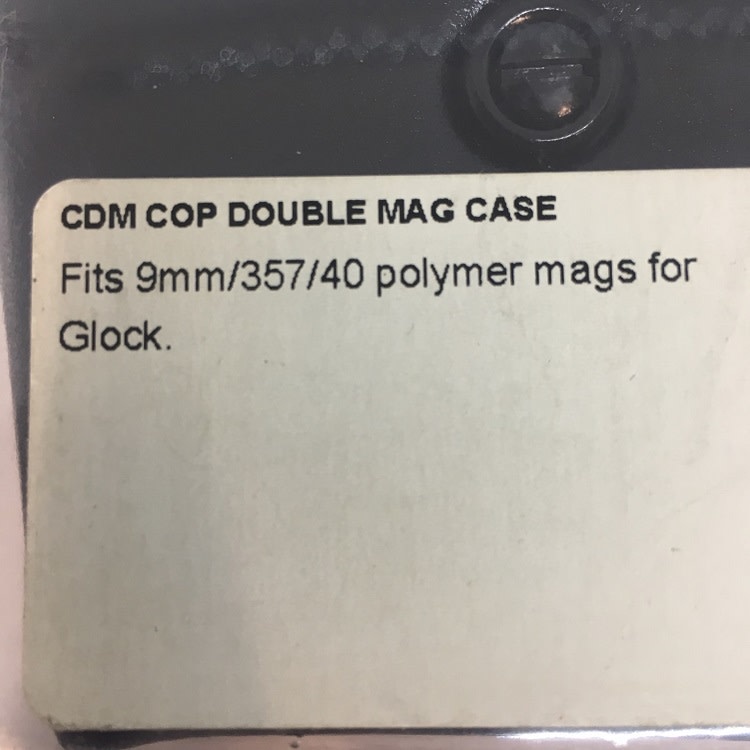 CDM COP DOUBLE MAG CASE
Fits 9mm/357/40 polymer mags for
Glock.